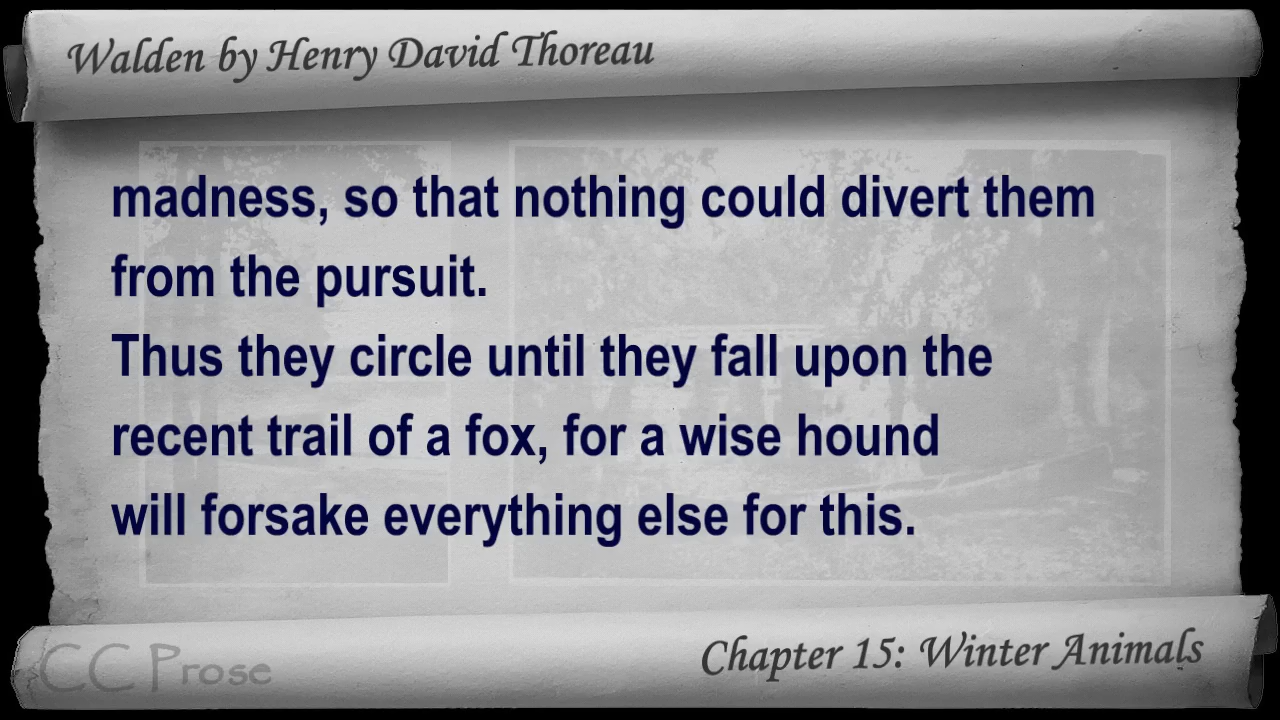 Walden by Henry David Thoreau
madness, so that nothing could divert them
from the pursuit.
Thus they circle until they fall upon the
recent trail of a fox, for a wise hound
will forsake everything else for this.
CC Prose
Chapter 15: Winter Animals